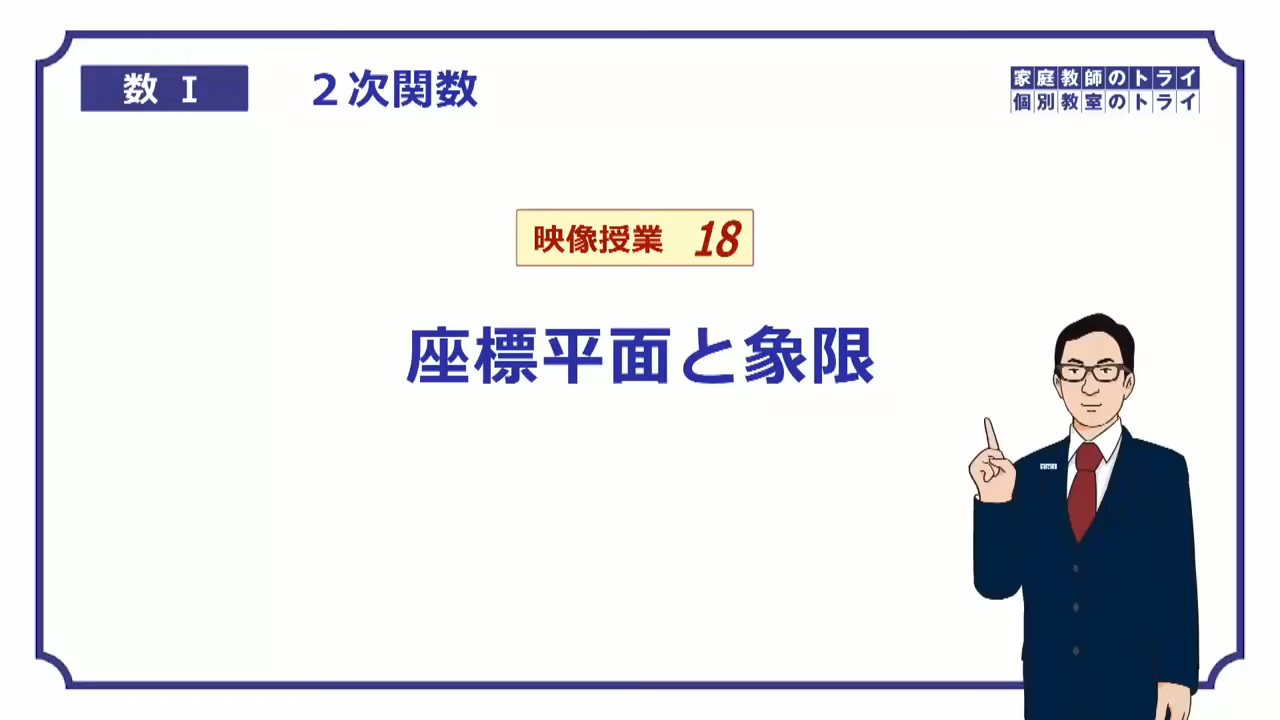 数 Ⅰ
２次関数
家庭教師のトライ
個別教室のトライ
映像授業 18
座標平面と象限